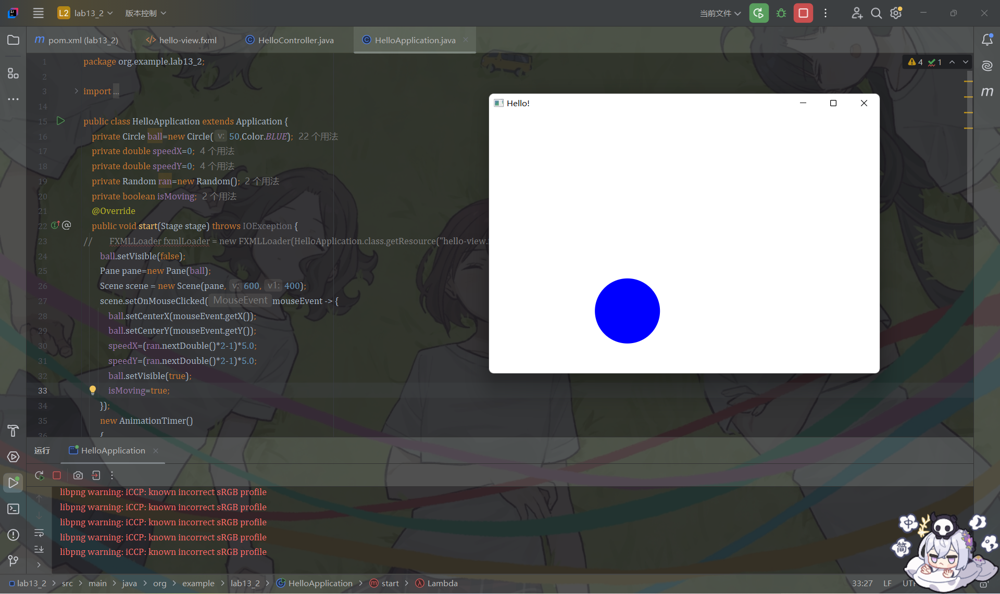 L2 lab13_2 版本控制 当前文件
m pom.xml (lab13_2) </> hello-view.fxml HelloController.java HelloApplication.java
4 1
1 package org.example.lab13_2;
2
3 import ...
14
15 public class HelloApplication extends Application {
16 private Circle ball=new Circle( v: 50,Color.BLUE); 22 个用法
17 private double speedX=0; 4 个用法
18 private double speedY=0; 4 个用法
19 private Random ran=new Random(); 2 个用法
20 private boolean isMoving; 2 个用法
21 @Override
22 public void start(Stage stage) throws IOException {
23 // FXMLLoader fxmlLoader = new FXMLLoader(HelloApplication.class.getResource("hello-view.
24 ball.setVisible(false);
25 Pane pane=new Pane(ball);
26 Scene scene = new Scene(pane, v: 600, v1: 400);
27 scene.setOnMouseClicked( MouseEvent mouseEvent -> {
28 ball.setCenterX(mouseEvent.getX());
29 ball.setCenterY(mouseEvent.getY());
30 speedX=(ran.nextDouble()*2-1)*5.0;
31 speedY=(ran.nextDouble()*2-1)*5.0;
32 ball.setVisible(true);
33 isMoving=true;
34 });
35 new AnimationTimer()
36 {
Hello!
运行 HelloApplication
libpng warning: iCCP: known incorrect sRGB profile
libpng warning: iCCP: known incorrect sRGB profile
libpng warning: iCCP: known incorrect sRGB profile
libpng warning: iCCP: known incorrect sRGB profile
libpng warning: iCCP: known incorrect sRGB profile
中
简
lab13_2 > src > main > java > org > example > lab13_2 > HelloApplication > start > Lambda 33:27 LF